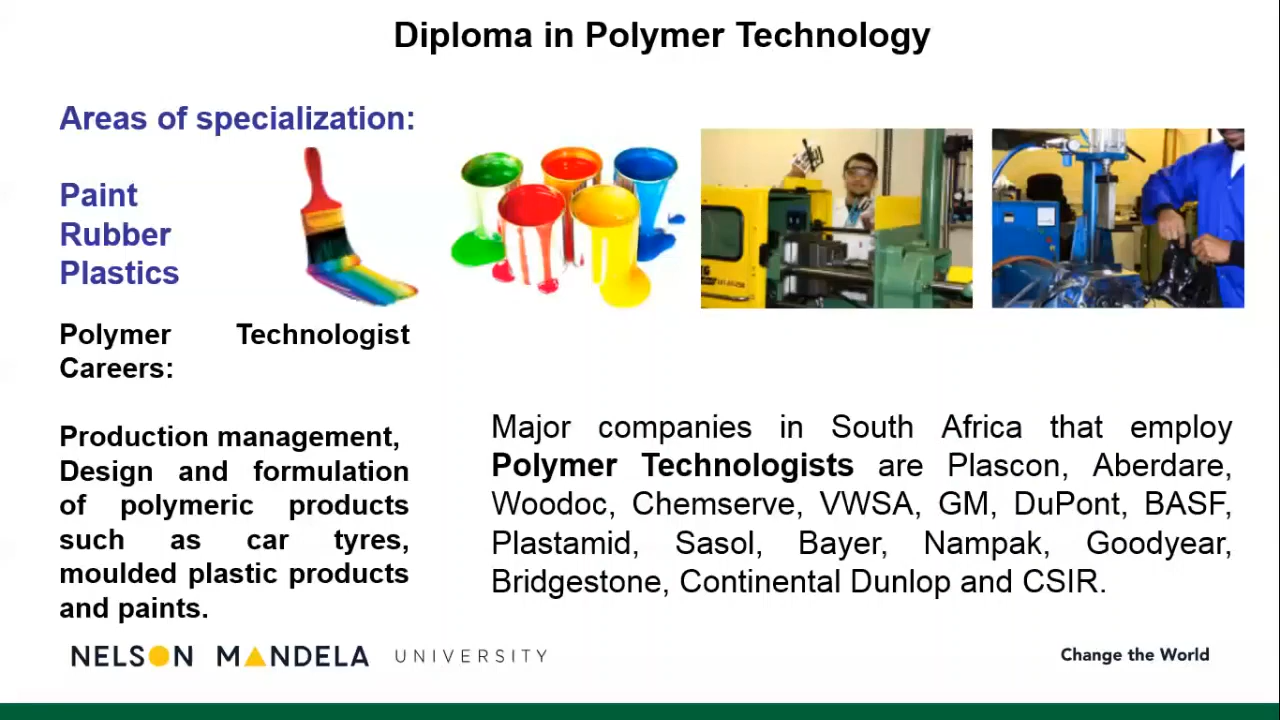 Diploma in Polymer Technology
Areas of specialization:
Paint
Rubber
Plastics
Polymer Technologist
Careers:
Production management,
Design and formulation
of polymeric products
such as car tyres,
moulded plastic products
and paints.
Major companies in South Africa that employ
Polymer Technologists are Plascon, Aberdare,
Woodoc, Chemserve, VWSA, GM, DuPont, BASF,
Plastamid, Sasol, Bayer, Nampak, Goodyear,
Bridgestone, Continental Dunlop and CSIR.
NELSON MANDELA UNIVERSITY
Change the World